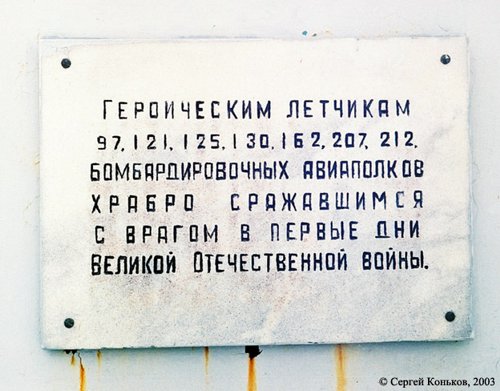 Героическим летчикам
97, 121, 125, 130, 162, 207, 212,
бомбардировочных авиаполков
храбро сражавшимся
с врагом в первые дни
Великой Отечественной войны.
© Сергей Коньков, 2003